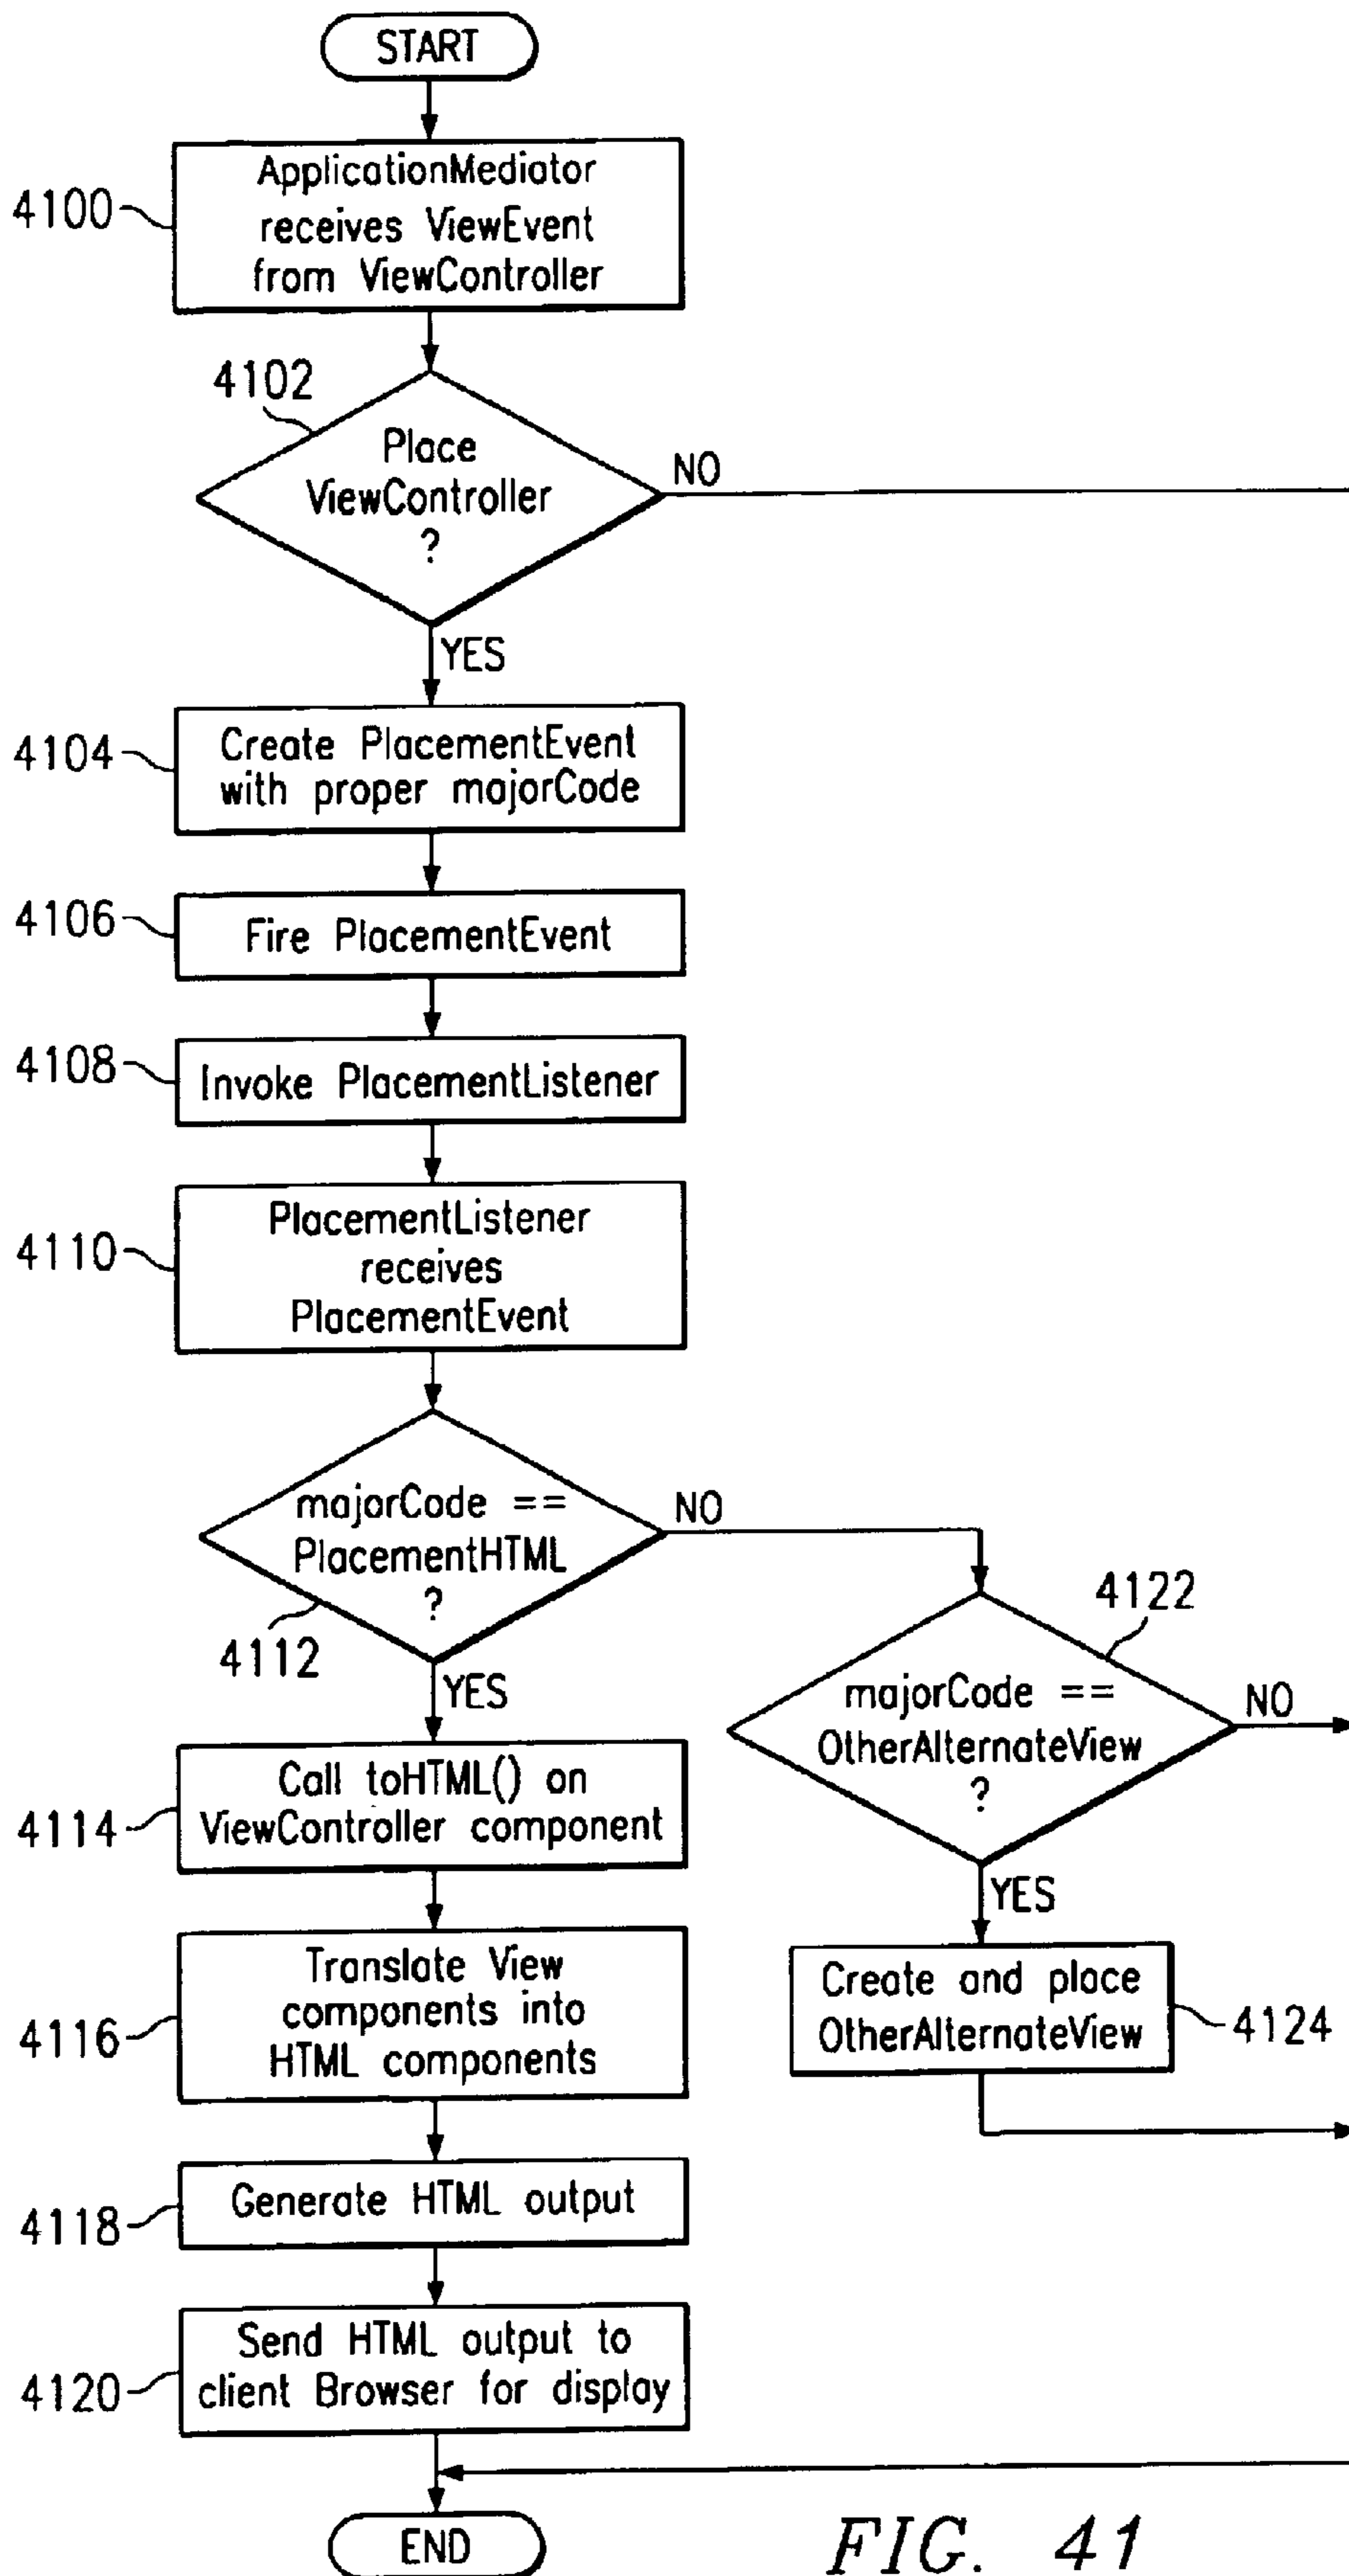 START
4100
ApplicationMediator
receives ViewEvent
from ViewController
4102
Place
ViewController
?
NO
YES
4104
Create PlacementEvent
with proper majorCode
4106
Fire PlacementEvent
4108
Invoke PlacementListener
4110
PlacementListener
receives
PlacementEvent
majorCode ==
PlacementHTML
?
NO
4112
YES
4122
majorCode ==
OtherAlternateView
?
NO
YES
4114
Call toHTML() on
ViewController component
4116
Translate View
components into
HTML components
Create and place
OtherAlternateView
4124
4118
Generate HTML output
4120
Send HTML output to
client Browser for display
END
FIG. 41